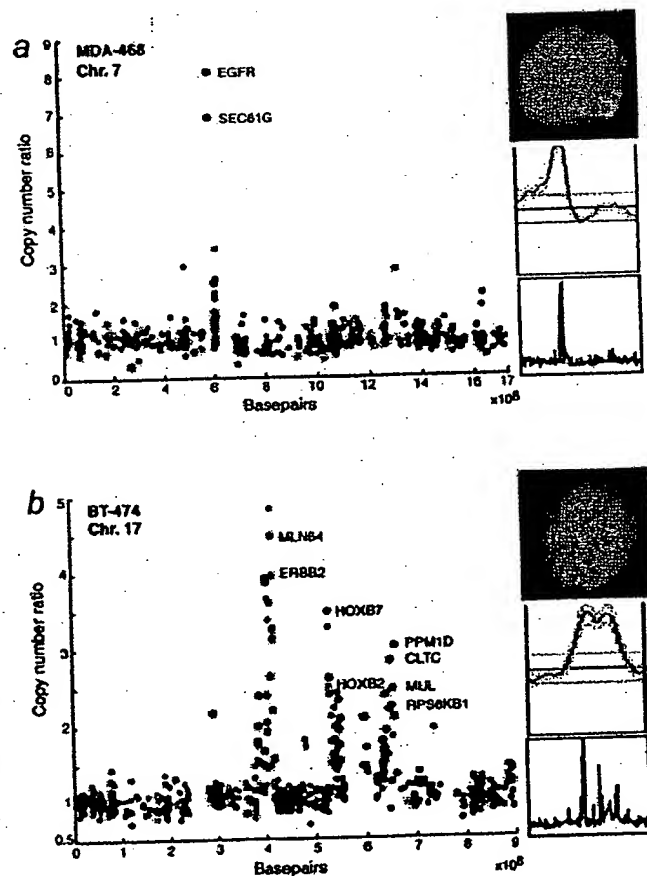 a
MDA-468
Chr. 7
Copy number ratio
9
8
7
6
5
4
3
2
1
0
EGFR
SEC61G
0 2 4 6 8 10 12 14 16 17
Basepairs
x10⁶
b
BT-474
Chr. 17
Copy number ratio
5
4
3
2
1
0.5
MLN64
ERBB2
HOXB7
PPM1D
CLTC
HOXB2
MUL
RPS6KB1
0 1 2 3 4 5 6 7 8 9
Basepairs
x10⁶